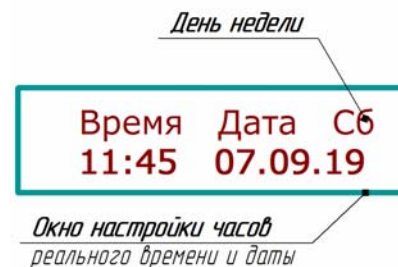 День недели
Время Дата Сб
11:45 07.09.19
Окно настройки часов
реального времени и даты